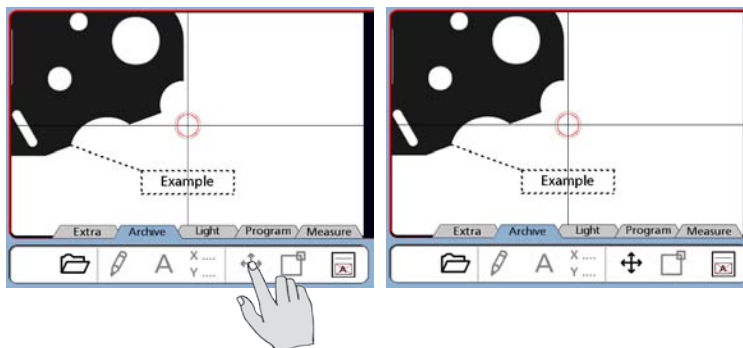 Example
Extra Archive Light Program Measure
A X .... Y .... A
Example
Extra Archive Light Program Measure
A X .... Y .... A